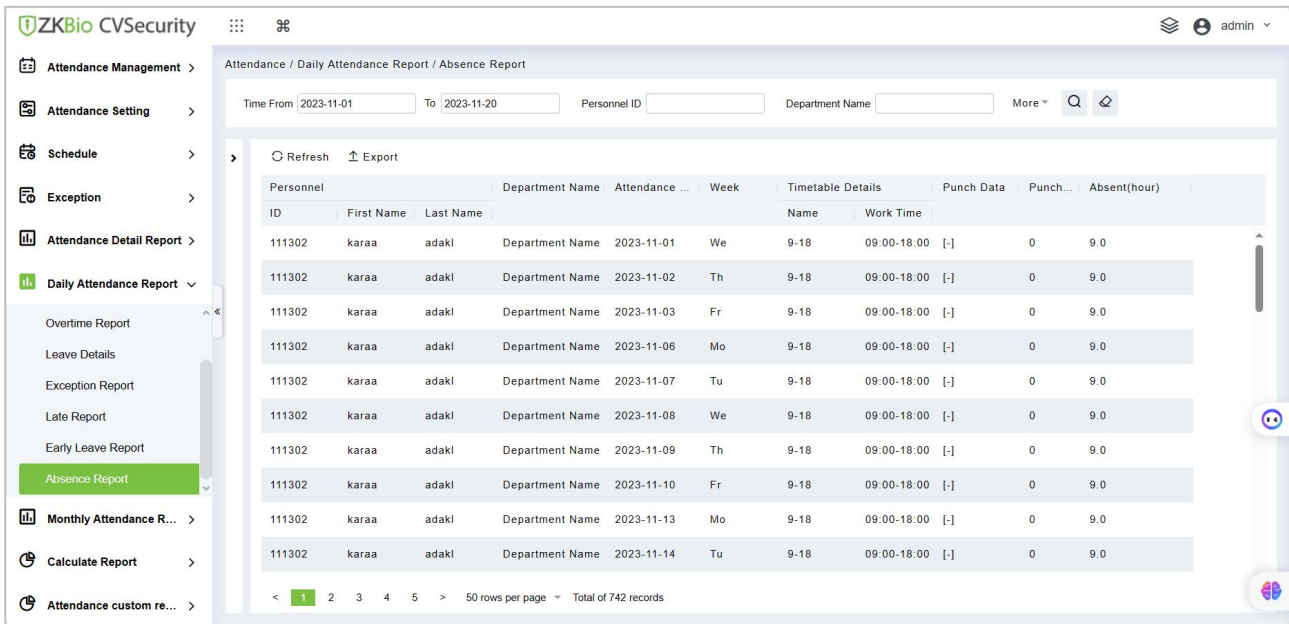 ZKBio CVSecurity
admin
Attendance Management
Attendance Setting
Schedule
Exception
Attendance Detail Report
Daily Attendance Report
Overtime Report
Leave Details
Exception Report
Late Report
Early Leave Report
Absence Report
Monthly Attendance R...
Calculate Report
Attendance custom re...
Attendance / Daily Attendance Report / Absence Report
Time From 2023-11-01 To 2023-11-20 Personnel ID Department Name More
Refresh Export
Personnel Department Name Attendance ... Week Timetable Details Punch Data Punch... Absent(hour)
ID First Name Last Name Name Work Time
111302 karaa adakl Department Name 2023-11-01 We 9-18 09:00-18:00 [-] 0 9.0
111302 karaa adakl Department Name 2023-11-02 Th 9-18 09:00-18:00 [-] 0 9.0
111302 karaa adakl Department Name 2023-11-03 Fr 9-18 09:00-18:00 [-] 0 9.0
111302 karaa adakl Department Name 2023-11-06 Mo 9-18 09:00-18:00 [-] 0 9.0
111302 karaa adakl Department Name 2023-11-07 Tu 9-18 09:00-18:00 [-] 0 9.0
111302 karaa adakl Department Name 2023-11-08 We 9-18 09:00-18:00 [-] 0 9.0
111302 karaa adakl Department Name 2023-11-09 Th 9-18 09:00-18:00 [-] 0 9.0
111302 karaa adakl Department Name 2023-11-10 Fr 9-18 09:00-18:00 [-] 0 9.0
111302 karaa adakl Department Name 2023-11-13 Mo 9-18 09:00-18:00 [-] 0 9.0
111302 karaa adakl Department Name 2023-11-14 Tu 9-18 09:00-18:00 [-] 0 9.0
< 1 2 3 4 5 > 50 rows per page Total of 742 records